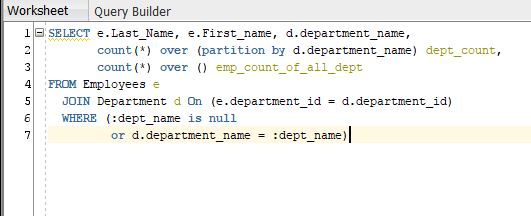 Worksheet Query Builder
1 SELECT e.Last_Name, e.First_name, d.department_name,
2 count(*) over (partition by d.department_name) dept_count,
3 count(*) over () emp_count_of_all_dept
4 FROM Employees e
5 JOIN Department d On (e.department_id = d.department_id)
6 WHERE (:dept_name is null
7 or d.department_name = :dept_name)